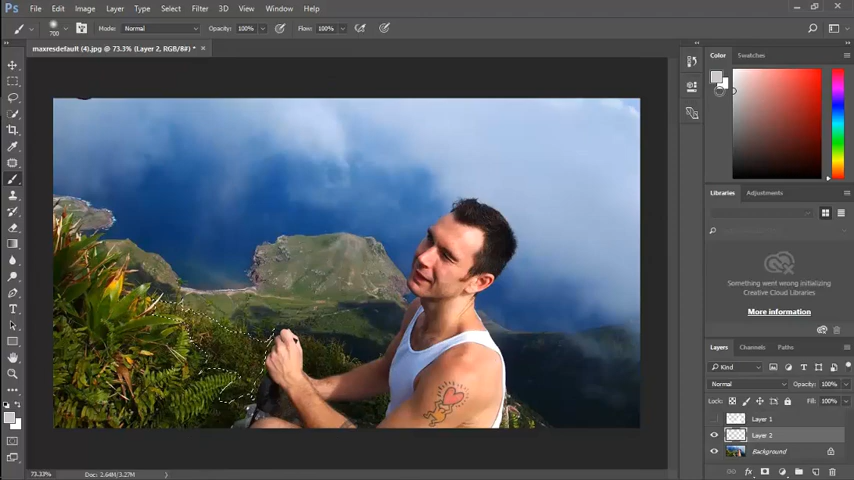 Ps File Edit Image Layer Type Select Filter 3D View Window Help
700 Mode: Normal Opacity: 100% Flow: 100%
maxresdefault (4).jpg @ 73.3% (Layer 2, RGB/8#) * ×
Color Swatches
Libraries Adjustments
Something went wrong initializing
Creative Cloud Libraries
More information
Layers Channels Paths
Kind
Normal Opacity: 100%
Lock: Fill: 100%
Layer 1
Layer 2
Background
73.33% Doc: 2.64M/3.27M